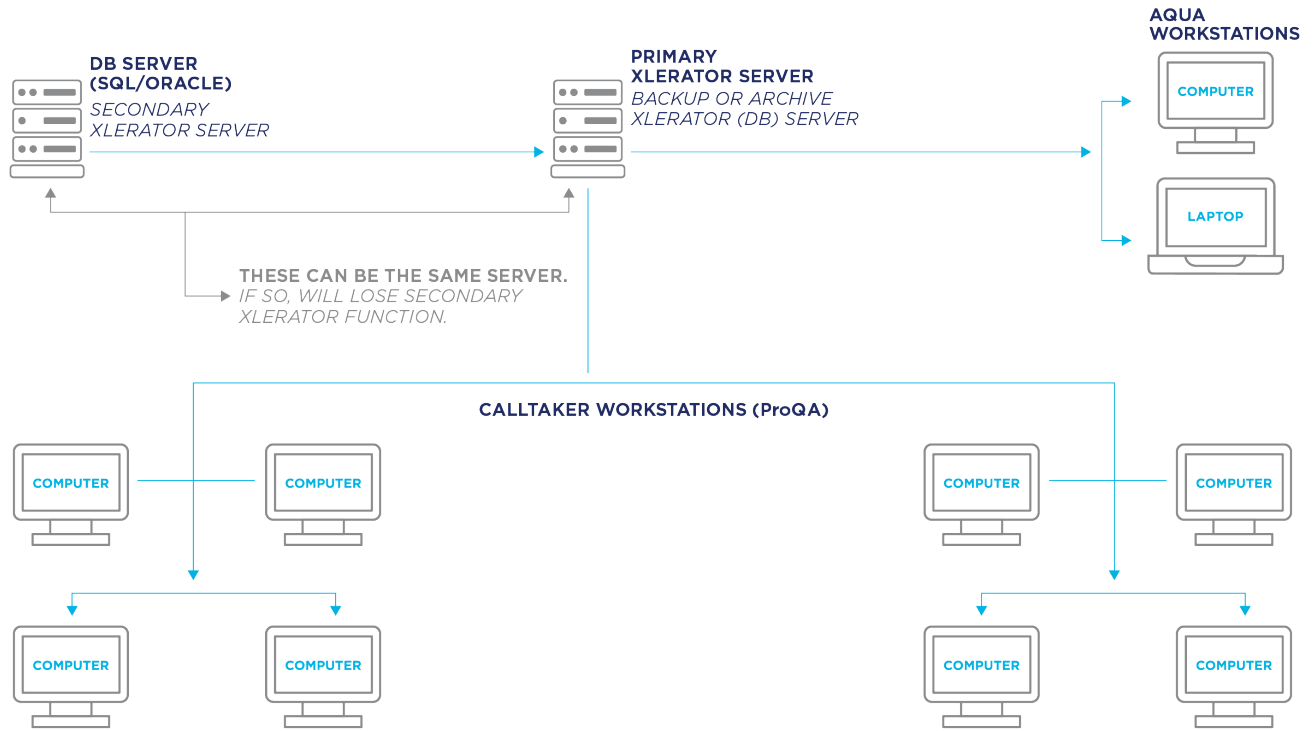 DB SERVER
(SQL/ORACLE)
SECONDARY
XLERATOR SERVER
PRIMARY
XLERATOR SERVER
BACKUP OR ARCHIVE
XLERATOR (DB) SERVER
AQUA
WORKSTATIONS
COMPUTER
LAPTOP
THESE CAN BE THE SAME SERVER.
IF SO, WILL LOSE SECONDARY
XLERATOR FUNCTION.
CALLTAKER WORKSTATIONS (ProQA)
COMPUTER
COMPUTER
COMPUTER
COMPUTER
COMPUTER
COMPUTER
COMPUTER
COMPUTER